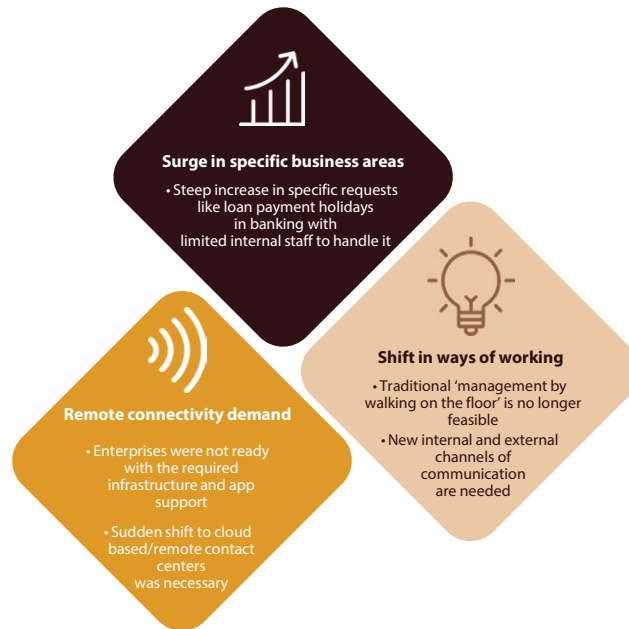 Surge in specific business areas
• Steep increase in specific requests
like loan payment holidays
in banking with
limited internal staff to handle it
Shift in ways of working
• Traditional ‘management by
walking on the floor’ is no longer
feasible
• New internal and external
channels of
communication
are needed
Remote connectivity demand
• Enterprises were not ready
with the required
infrastructure and app
support
• Sudden shift to cloud
based/remote contact
centers
was necessary